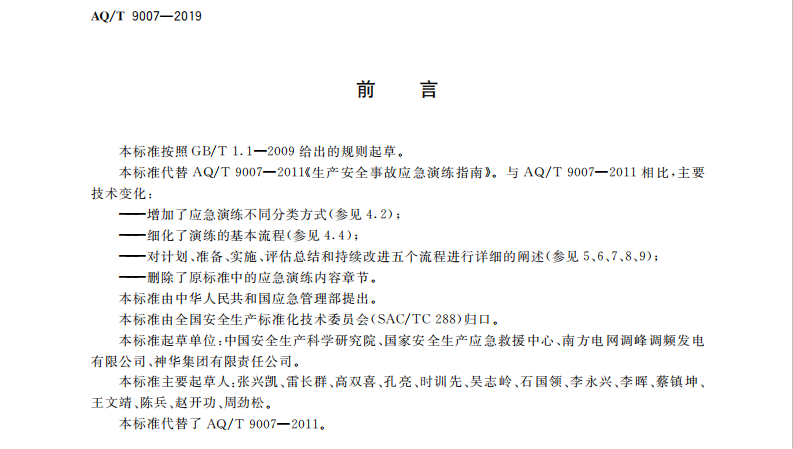 AQ/T 9007—2019
前 言
本标准按照 GB/T 1.1—2009 给出的规则起草。
本标准代替 AQ/T 9007—2011《生产安全事故应急演练指南》。与 AQ/T 9007—2011 相比,主要
技术变化:
——增加了应急演练不同分类方式(参见 4.2);
——细化了演练的基本流程(参见 4.4);
——对计划、准备、实施、评估总结和持续改进五个流程进行详细的阐述(参见 5、6、7、8、9);
——删除了原标准中的应急演练内容章节。
本标准由中华人民共和国应急管理部提出。
本标准由全国安全生产标准化技术委员会(SAC/TC 288)归口。
本标准起草单位:中国安全生产科学研究院、国家安全生产应急救援中心、南方电网调峰调频发电
有限公司、神华集团有限责任公司。
本标准主要起草人:张兴凯、雷长群、高双喜、孔亮、时训先、吴志岭、石国领、李永兴、李晖、蔡镇坤、
王文靖、陈兵、赵开功、周劲松。
本标准代替了 AQ/T 9007—2011。